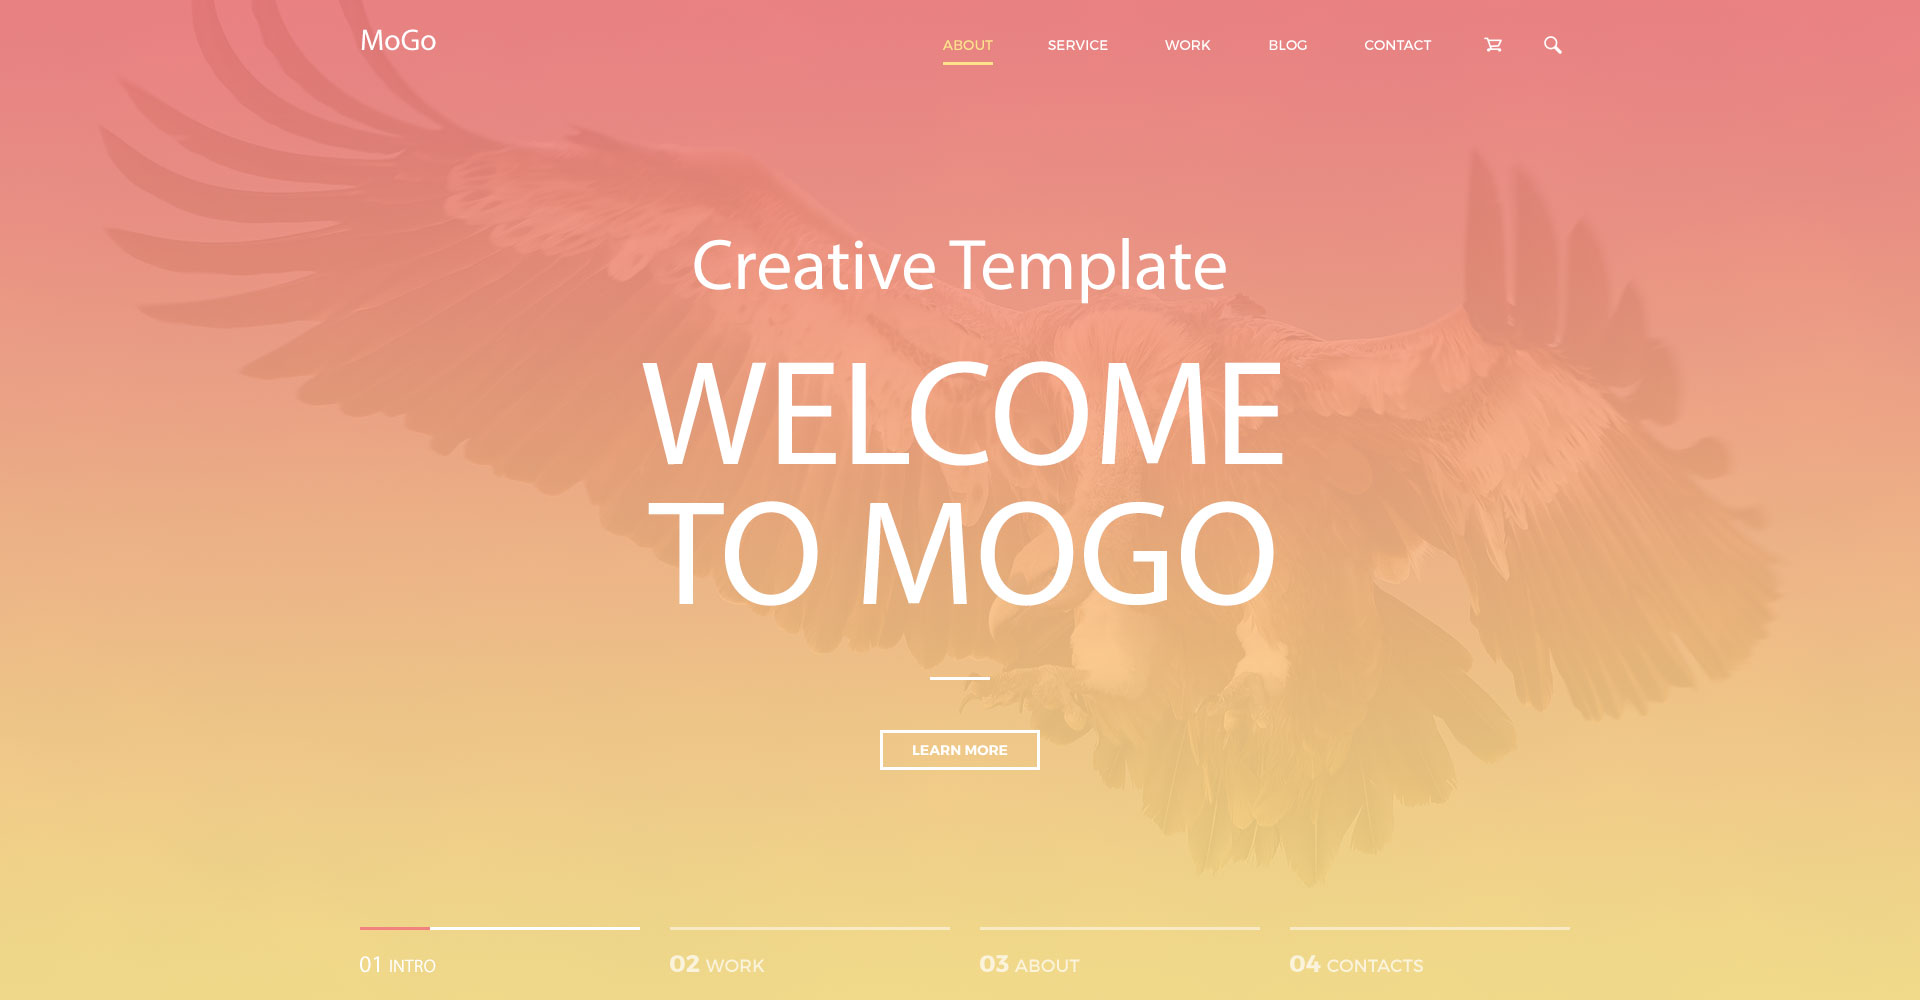 MoGo
ABOUT SERVICE WORK BLOG CONTACT
Creative Template
WELCOME
TO MOGO
LEARN MORE
01 INTRO
02 WORK
03 ABOUT
04 CONTACTS